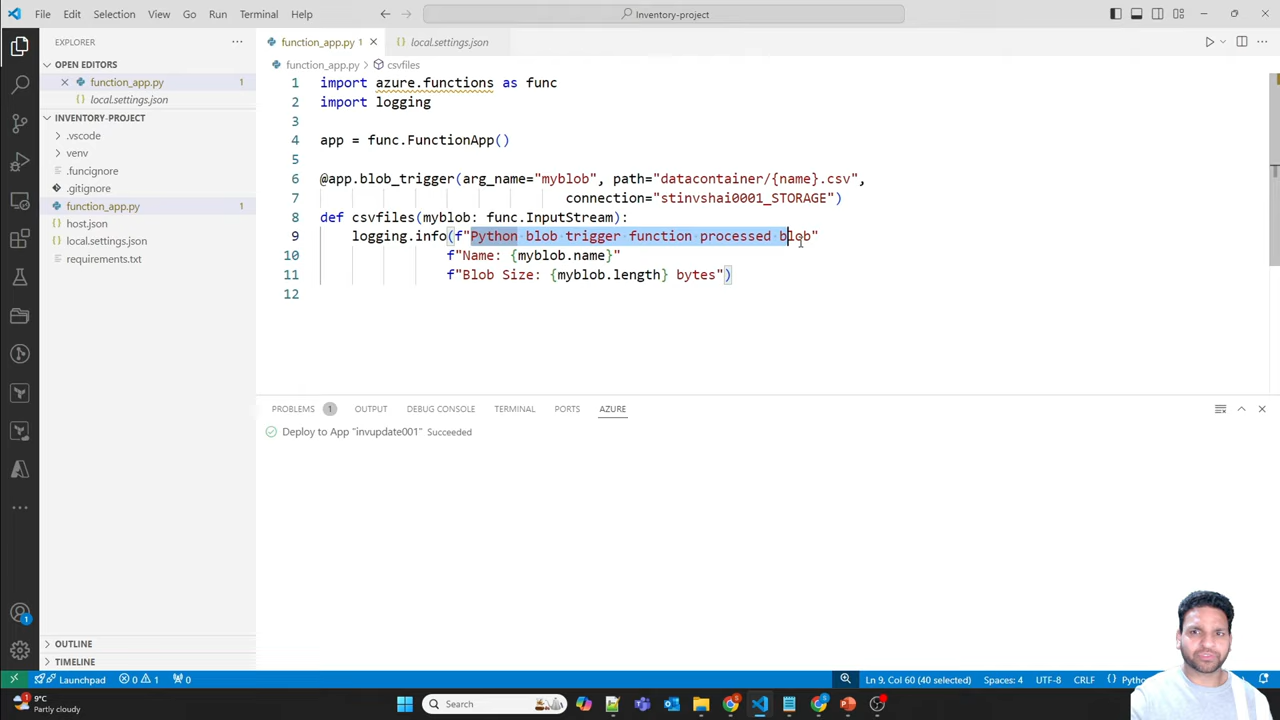 File Edit Selection View Go Run Terminal Help
Inventory-project
EXPLORER
OPEN EDITORS
function_app.py 1
local.settings.json
INVENTORY-PROJECT
.vscode
venv
.funcignore
.gitignore
function_app.py 1
host.json
local.settings.json
requirements.txt
OUTLINE
TIMELINE
function_app.py 1
local.settings.json
function_app.py > csvfiles
1 import azure.functions as func
2 import logging
3
4 app = func.FunctionApp()
5
6 @app.blob_trigger(arg_name="myblob", path="datacontainer/{name}.csv",
7 connection="stinvshai0001_STORAGE")
8 def csvfiles(myblob: func.InputStream):
9 logging.info(f"Python blob trigger function processed blob"
10 f"Name: {myblob.name}"
11 f"Blob Size: {myblob.length} bytes")
12
PROBLEMS 1 OUTPUT DEBUG CONSOLE TERMINAL PORTS AZURE
Deploy to App "invupdate001" Succeeded
1
Launchpad 0 1 0
Ln 9, Col 60 (40 selected) Spaces: 4 UTF-8 CRLF
1
9°C
Partly cloudy
Search